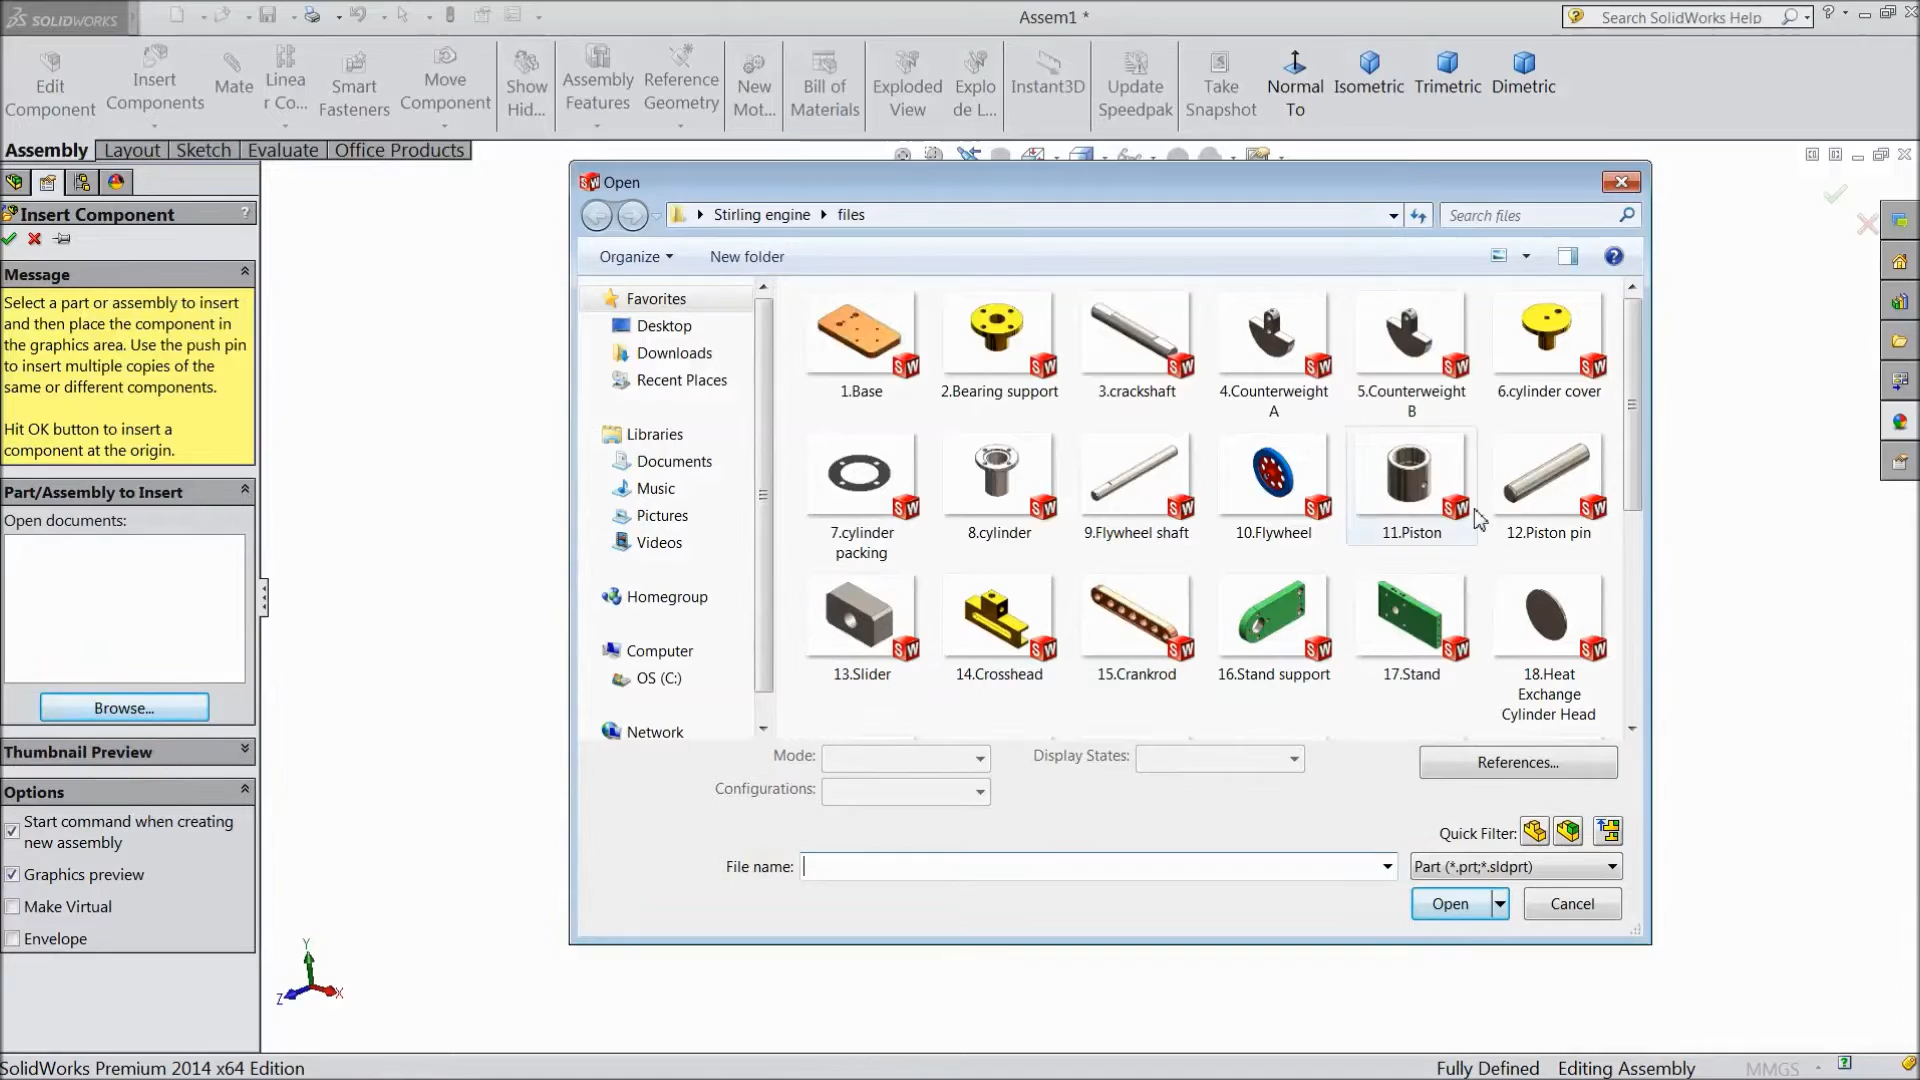 SOLIDWORKS
Assem1 *
Search SolidWorks Help
Edit
Component
Insert
Components
Mate
Linea
r Co...
Smart
Fasteners
Move
Component
Show
Hid...
Assembly
Features
Reference
Geometry
New
Mot...
Bill of
Materials
Exploded
View
Explo
de L...
Instant3D
Update
Speedpak
Take
Snapshot
Normal
To
Isometric
Trimetric
Dimetric
Assembly
Layout
Sketch
Evaluate
Office Products
Insert Component
?
Message
Select a part or assembly to insert
and then place the component in
the graphics area. Use the push pin
to insert multiple copies of the
same or different components.
Hit OK button to insert a
component at the origin.
Part/Assembly to Insert
Open documents:
Browse...
Thumbnail Preview
Options
Start command when creating
new assembly
Graphics preview
Make Virtual
Envelope
Open
Stirling engine
files
Search files
Organize
New folder
Favorites
Desktop
Downloads
Recent Places
Libraries
Documents
Music
Pictures
Videos
Homegroup
Computer
OS (C:)
Network
1.Base
2.Bearing support
3.crackshaft
4.Counterweight
A
5.Counterweight
B
6.cylinder cover
7.cylinder
packing
8.cylinder
9.Flywheel shaft
10.Flywheel
11.Piston
12.Piston pin
13.Slider
14.Crosshead
15.Crankrod
16.Stand support
17.Stand
18.Heat
Exchange
Cylinder Head
Mode:
Display States:
References...
Configurations:
Quick Filter:
File name:
Part (*.prt;*.sldprt)
Open
Cancel
Y
Z
X
SolidWorks Premium 2014 x64 Edition
Fully Defined
Editing Assembly
MMGS